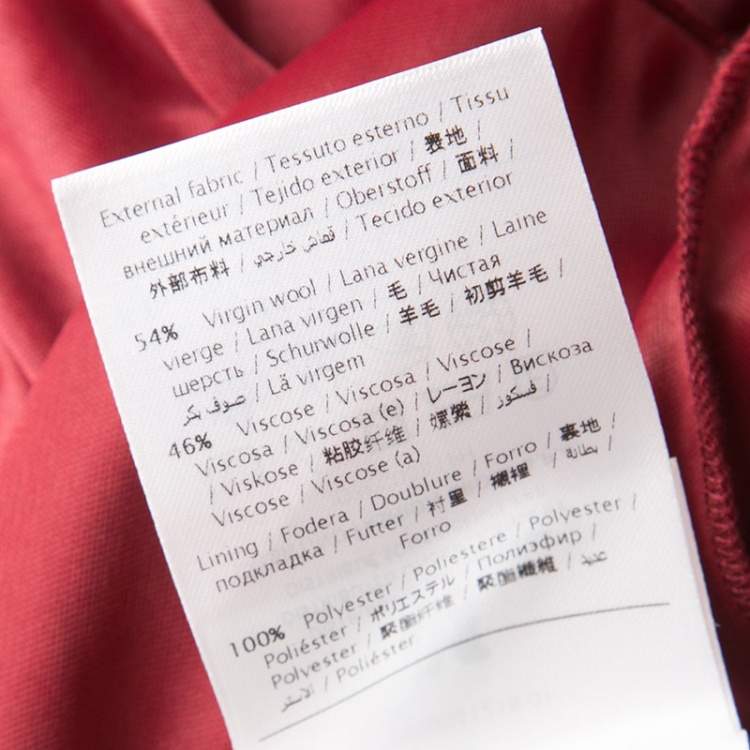 External fabric / Tessuto esterno / Tissu
extérieur / Tejido exterior / 表地 /
внешний материал / Oberstoff / 面料 /
外部布料 / قماش خارجي / Tecido exterior
54% Virgin wool / Lana vergine / Laine
vierge / Lana virgen / 毛 / Чистая
шерсть / Schurwolle / 羊毛 / 初剪羊毛 /
صوف بكر / Lã virgem
46% Viscose / Viscosa / Viscose /
Viscosa / Viscosa (e) / レーヨン / Вискоза
/ Viskose / 粘胶纤维 / 嫘縈 / فسكوز /
Viscose / Viscose (a)
Lining / Fodera / Doublure / Forro / 裏地 /
подкладка / Futter / 衬里 / 襯裡 / بطانة /
Forro
100% Polyester / Poliestere / Polyester /
Poliéster / ポリエステル / Полиэфир /
Polyester / 聚酯纤维 / 聚酯纖維 /
/ Poliéster